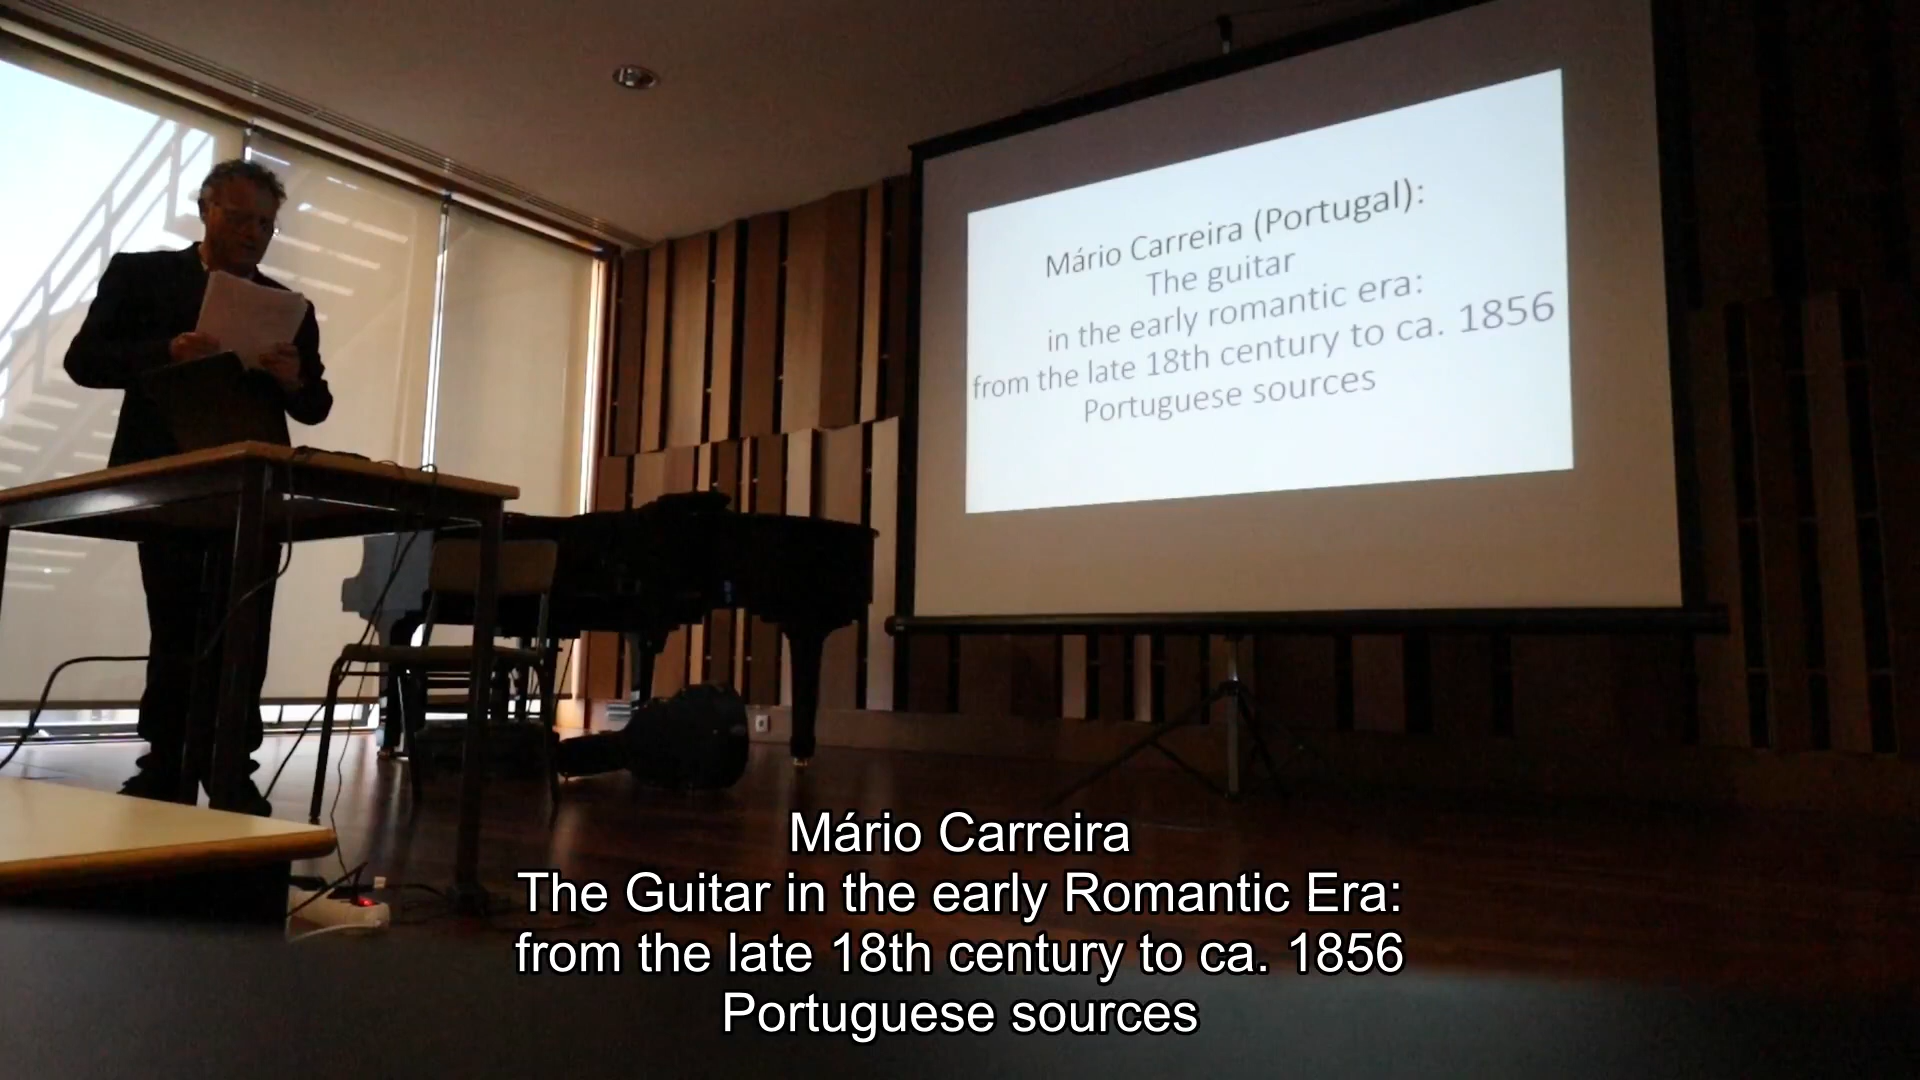 Mário Carreira (Portugal):
The guitar
in the early romantic era:
from the late 18th century to ca. 1856
Portuguese sources
Mário Carreira
The Guitar in the early Romantic Era:
from the late 18th century to ca. 1856
Portuguese sources